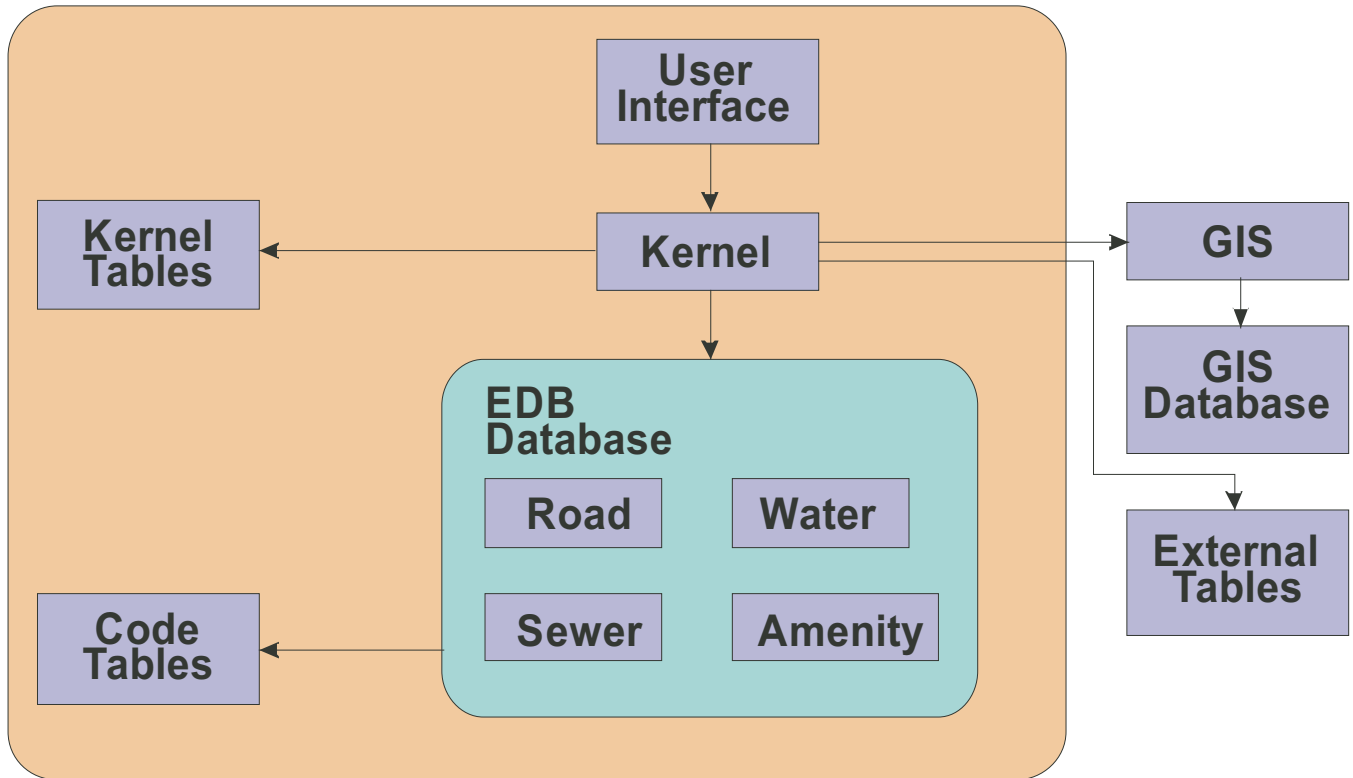 User
Interface
Kernel
Tables
Kernel
GIS
GIS
Database
EDB
Database
Road
Water
Sewer
Amenity
External
Tables
Code
Tables